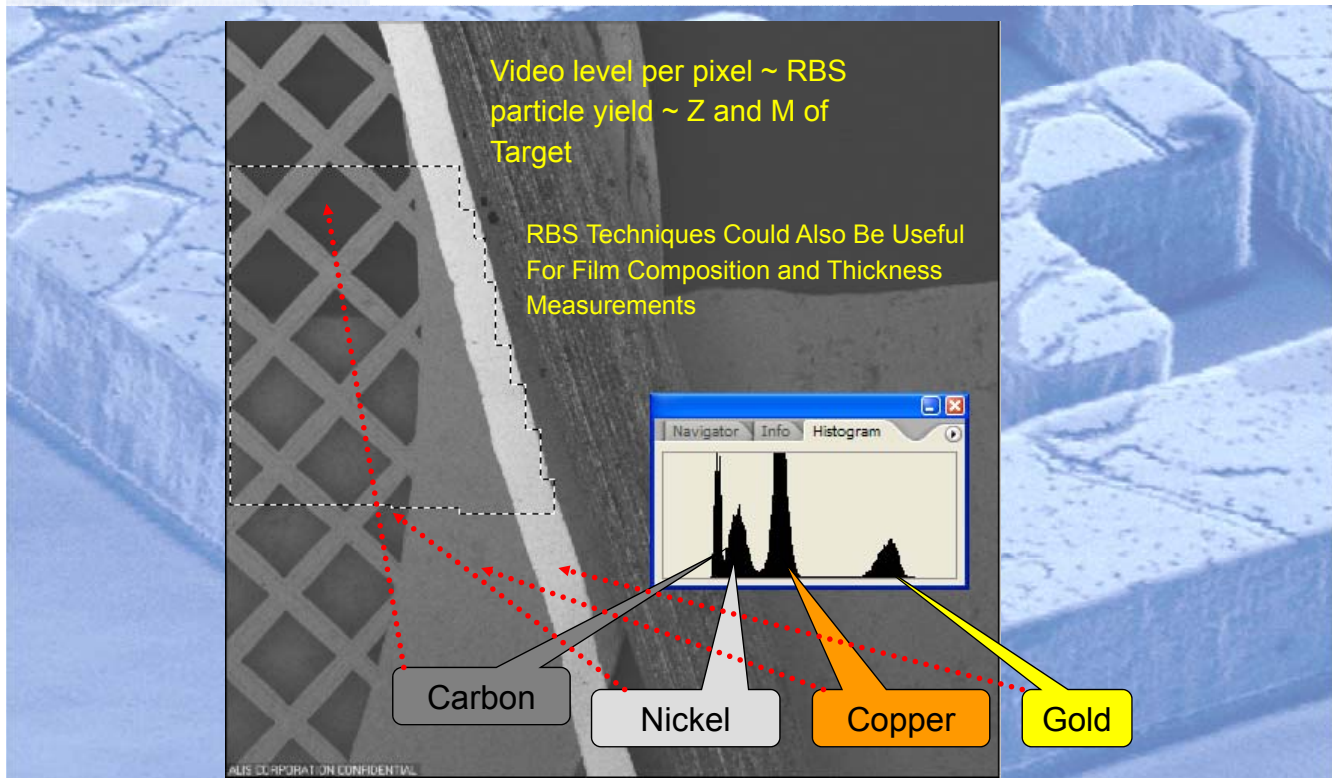 Video level per pixel ~ RBS
particle yield ~ Z and M of
Target
RBS Techniques Could Also Be Useful
For Film Composition and Thickness
Measurements
Navigator Info Histogram
Carbon
Nickel
Copper
Gold
ALIS CORPORATION CONFIDENTIAL